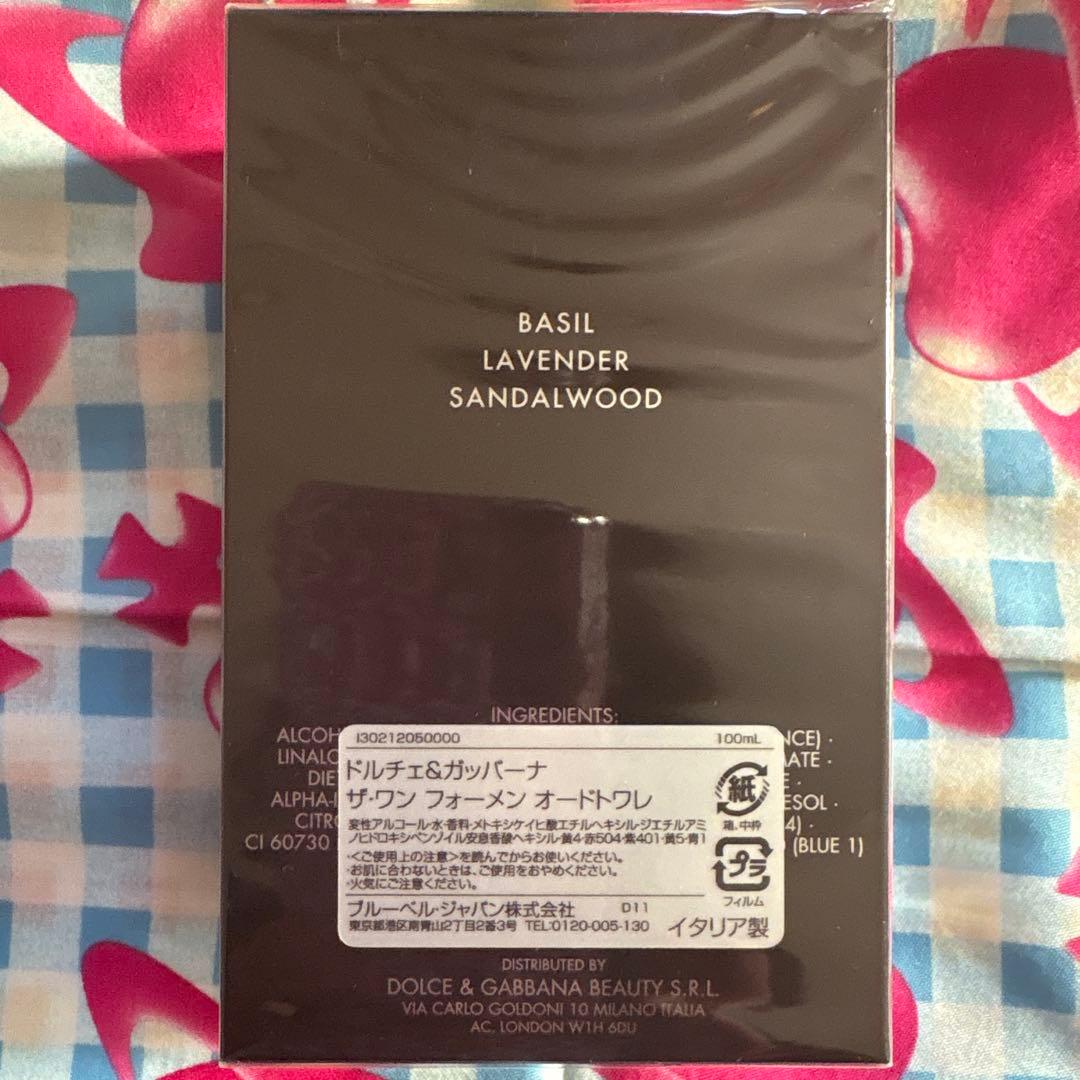 BASIL
LAVENDER
SANDALWOOD
INGREDIENTS:
ALCOH
NCE) ·
LINALO
MATE ·
DIE
E ·
ALPHA-I
ESOL ·
CITRO
4) ·
CI 60730
(BLUE 1)
I30212050000 100mL
ドルチェ&ガッバーナ
ザ・ワン フォーメン オードトワレ
変性アルコール・水・香料・メトキシケイヒ酸エチルヘキシル・ジエチルアミ
ノヒドロキシベンゾイル安息香酸ヘキシル・黄4・赤504・紫401・黄5・青1
・<ご使用上の注意>を読んでからお使いください。
・お肌に合わないときは、ご使用をおやめください。
・火気にご注意ください。
ブルーベル・ジャパン株式会社 D11
東京都港区南青山2丁目2番3号 TEL:0120-005-130
イタリア製
紙
箱、中枠
プラ
フィルム
DISTRIBUTED BY
DOLCE & GABBANA BEAUTY S.R.L.
VIA CARLO GOLDONI 10 MILANO ITALIA
AC, LONDON W1H 6DU